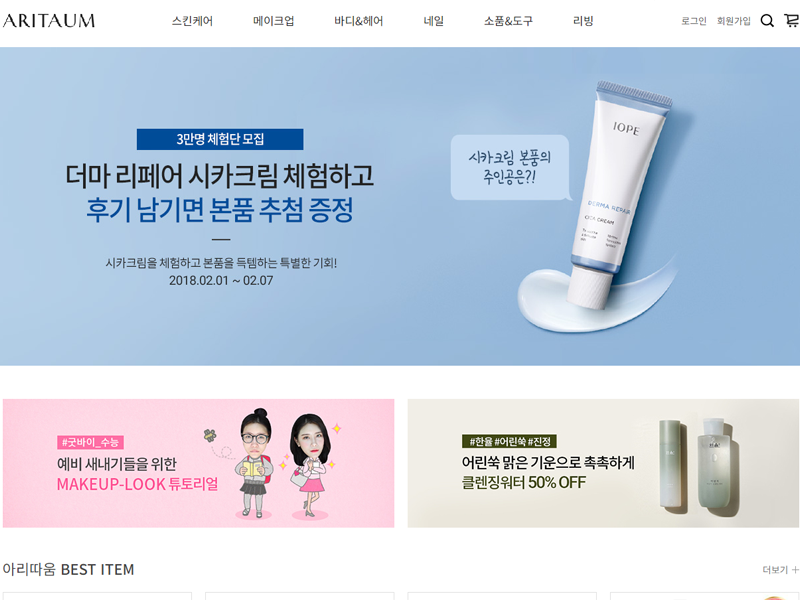 ARITAUM
스킨케어
메이크업
바디&헤어
네일
소품&도구
리빙
로그인
회원가입
3만명 체험단 모집
더마 리페어 시카크림 체험하고
후기 남기면 본품 추첨 증정
시카크림을 체험하고 본품을 득템하는 특별한 기회!
2018.02.01 ~ 02.07
시카크림 본품의
주인공은?!
IOPE
DERMA REPAIR
CICA CREAM
#굿바이_수능
예비 새내기들을 위한
MAKEUP-LOOK 튜토리얼
#한율 #어린쑥 #진정
어린쑥 맑은 기운으로 촉촉하게
클렌징워터 50% OFF
아리따움 BEST ITEM
더보기 +